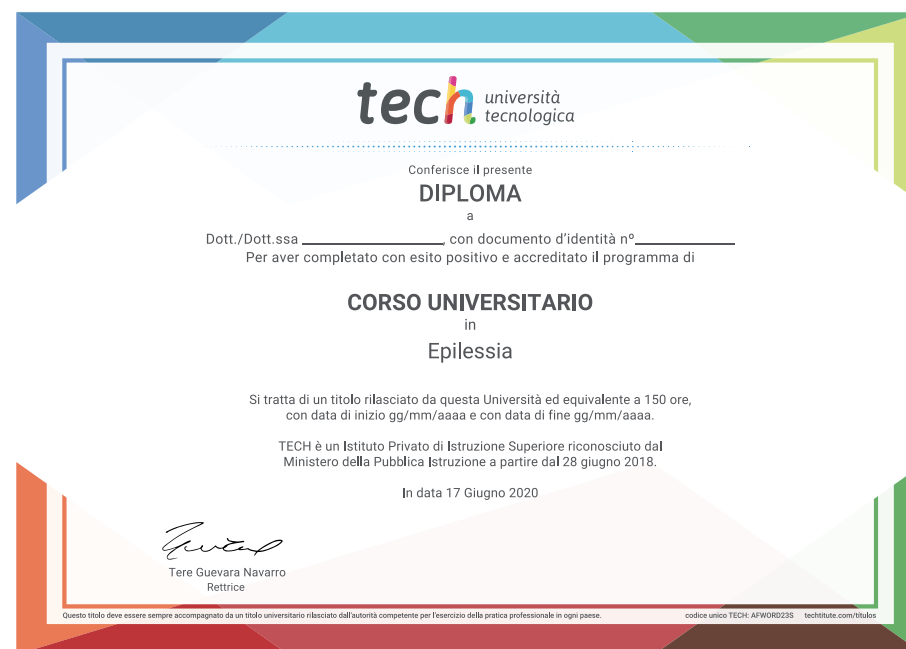 tech università
tecnologica
Conferisce il presente
DIPLOMA
a
Dott./Dott.ssa ____________________, con documento d'identità nº______________
Per aver completato con esito positivo e accreditato il programma di
CORSO UNIVERSITARIO
in
Epilessia
Si tratta di un titolo rilasciato da questa Università ed equivalente a 150 ore,
con data di inizio gg/mm/aaaa e con data di fine gg/mm/aaaa.
TECH è un Istituto Privato di Istruzione Superiore riconosciuto dal
Ministero della Pubblica Istruzione a partire dal 28 giugno 2018.
In data 17 Giugno 2020
Tere Guevara Navarro
Rettrice
Questo titolo deve essere sempre accompagnato da un titolo universitario rilasciato dall'autorità competente per l'esercizio della pratica professionale in ogni paese. codice unico TECH: AFWORD23S techtitute.com/titulos